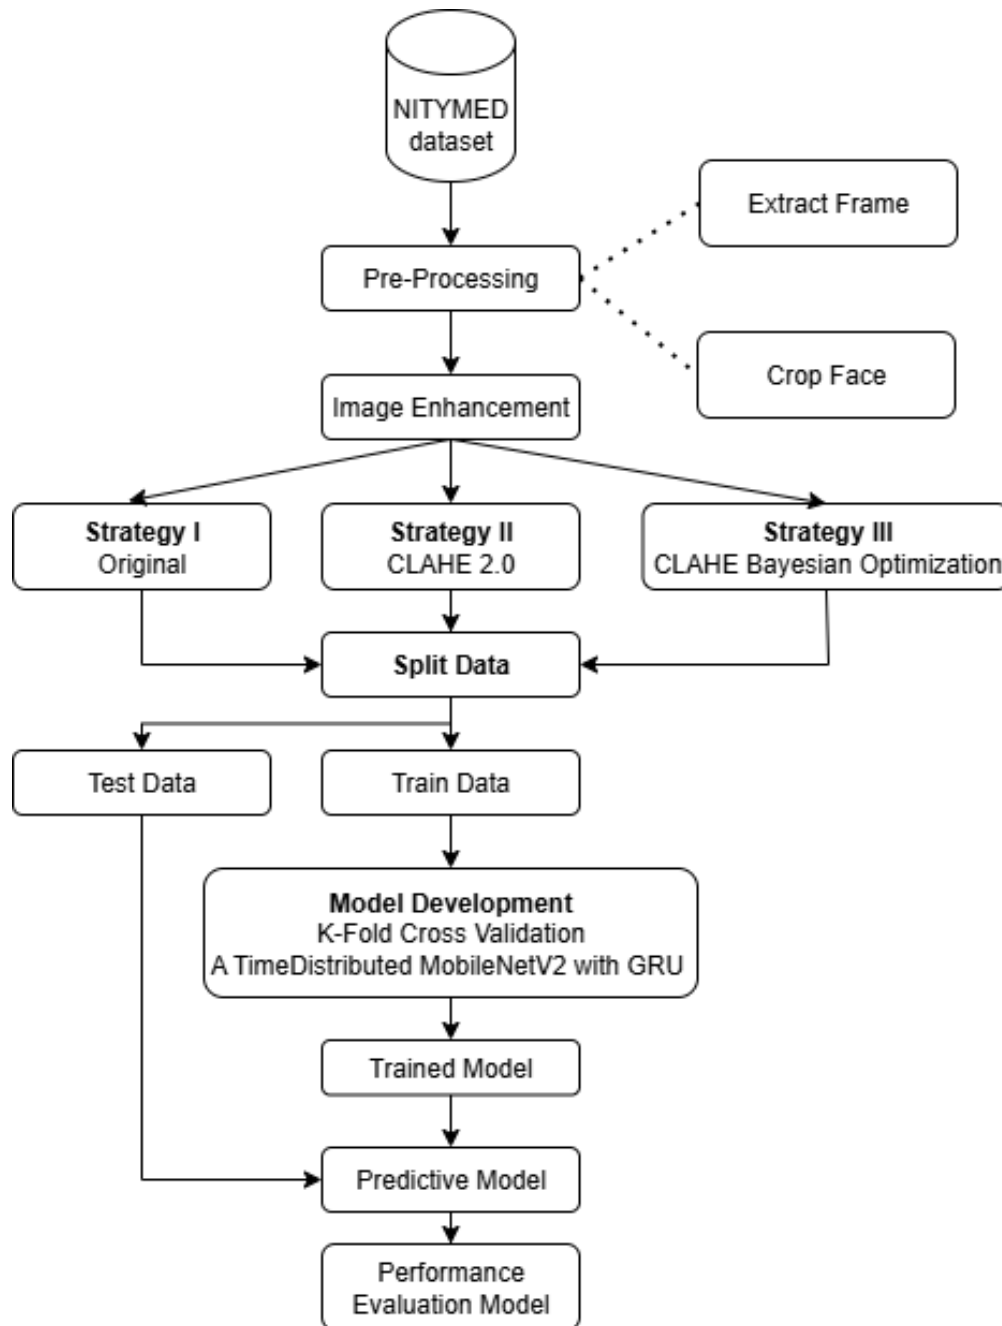 NITYMED
dataset
Extract Frame
Pre-Processing
Crop Face
Image Enhancement
Strategy I
Original
Strategy II
CLAHE 2.0
Strategy III
CLAHE Bayesian Optimization
Split Data
Test Data
Train Data
Model Development
K-Fold Cross Validation
A TimeDistributed MobileNetV2 with GRU
Trained Model
Predictive Model
Performance
Evaluation Model